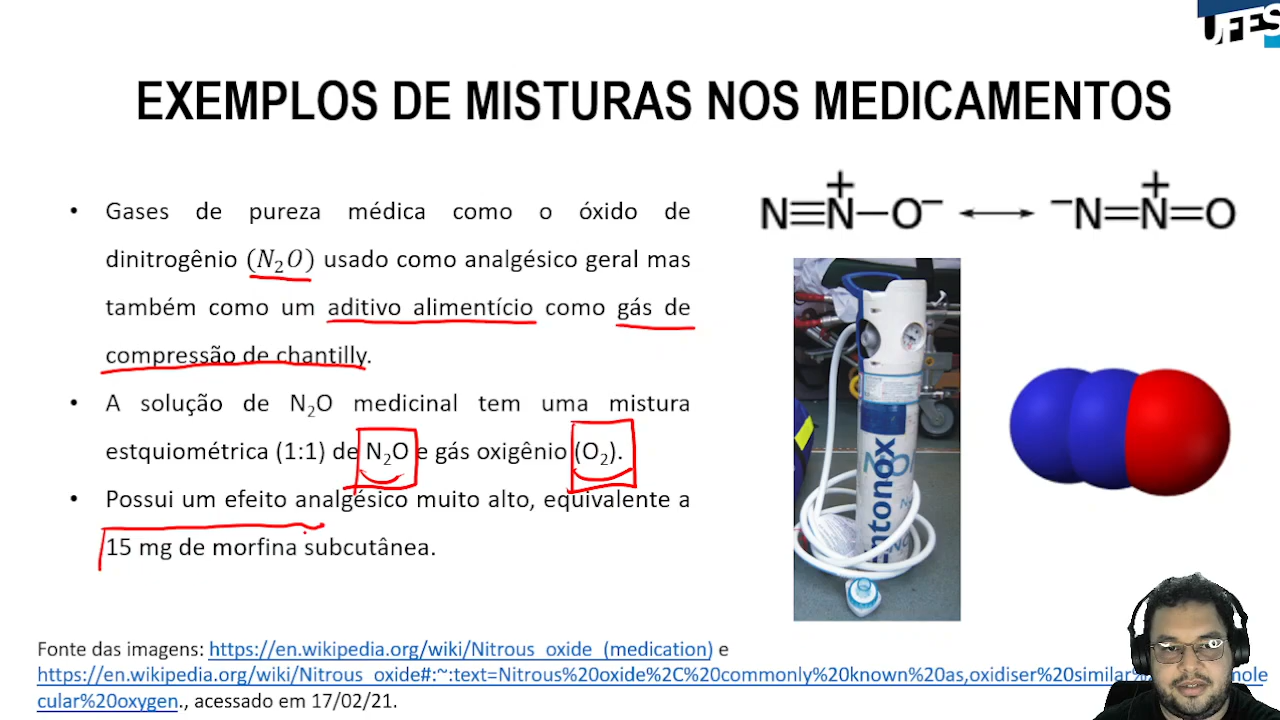 UFES
EXEMPLOS DE MISTURAS NOS MEDICAMENTOS
• Gases de pureza médica como o óxido de
dinitrogênio (N₂O) usado como analgésico geral mas
também como um aditivo alimentício como gás de
compressão de chantilly.
• A solução de N₂O medicinal tem uma mistura
estquiométrica (1:1) de N₂O e gás oxigênio (O₂).
• Possui um efeito analgésico muito alto, equivalente a
15 mg de morfina subcutânea.
N≡N⁺—O⁻ ↔ ⁻N=N⁺=O
entonox
Fonte das imagens: https://en.wikipedia.org/wiki/Nitrous_oxide_(medication) e
https://en.wikipedia.org/wiki/Nitrous_oxide#:~:text=Nitrous%20oxide%2C%20commonly%20known%20as,oxidiser%20similar
cular%20oxygen., acessado em 17/02/21.